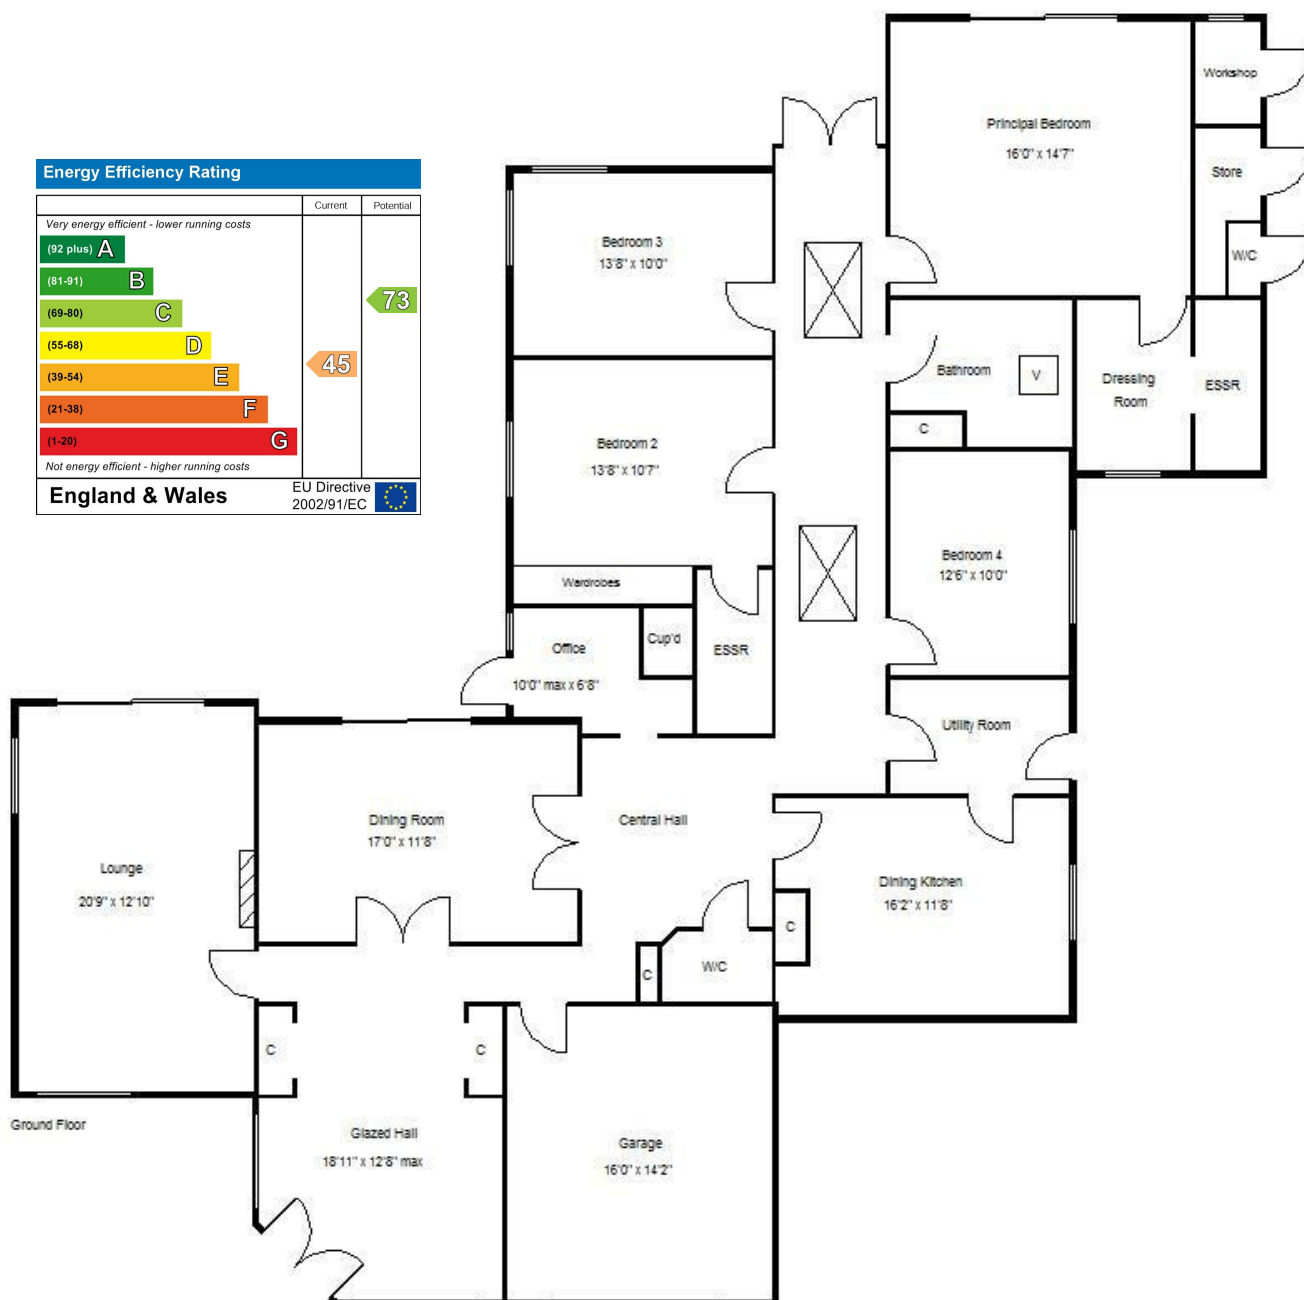 Energy Efficiency Rating
Current Potential
Very energy efficient - lower running costs
(92 plus) A
(81-91) B
(69-80) C
(55-68) D
(39-54) E
(21-38) F
(1-20) G
73
45
Not energy efficient - higher running costs
England & Wales
EU Directive
2002/91/EC
Principal Bedroom
16'0" x 14'7"
Workshop
Store
W/C
Bedroom 3
13'8" x 10'0"
Bathroom
V
C
Dressing
Room
ESSR
Bedroom 2
13'8" x 10'7"
Wardrobes
Bedroom 4
12'6" x 10'0"
Office
10'0" max x 6'8"
Cup'd
ESSR
Utility Room
Dining Room
17'0" x 11'8"
Central Hall
Lounge
20'9" x 12'10"
Dining Kitchen
16'2" x 11'8"
C
W/C
C
C
C
Glazed Hall
18'11" x 12'8" max
Garage
16'0" x 14'2"
Ground Floor